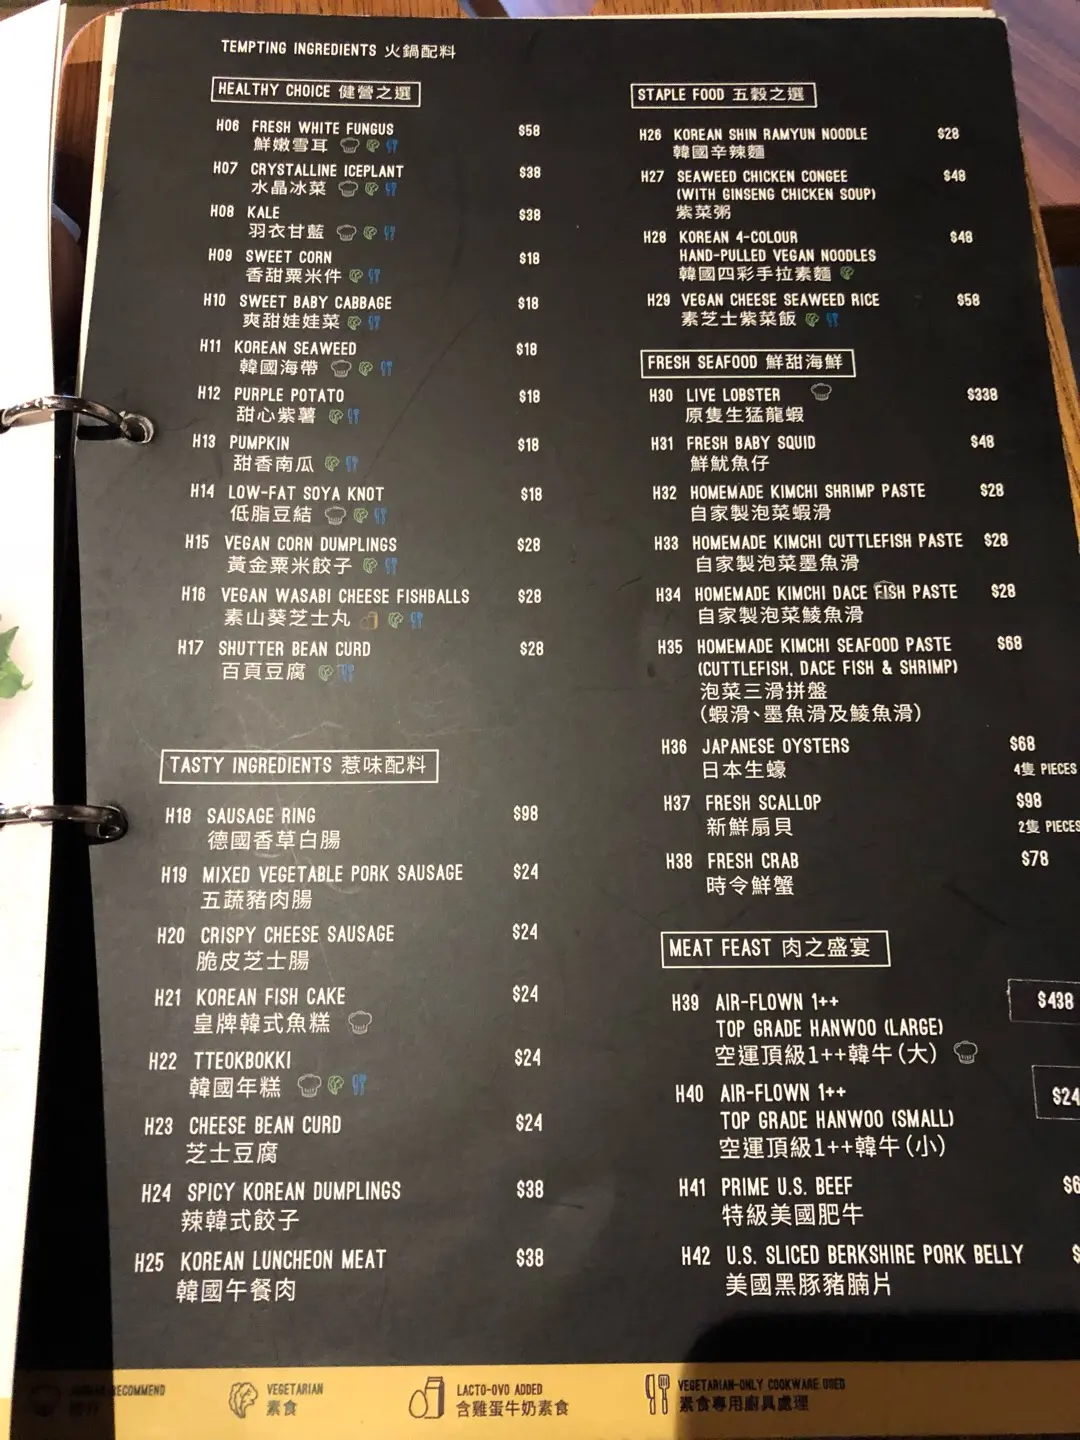 TEMPTING INGREDIENTS 火鍋配料
HEALTHY CHOICE 健營之選
H06 FRESH WHITE FUNGUS $58
鮮嫩雪耳
H07 CRYSTALLINE ICEPLANT $38
水晶冰菜
H08 KALE $38
羽衣甘藍
H09 SWEET CORN $18
香甜粟米件
H10 SWEET BABY CABBAGE $18
爽甜娃娃菜
H11 KOREAN SEAWEED $18
韓國海帶
H12 PURPLE POTATO $18
甜心紫薯
H13 PUMPKIN $18
甜香南瓜
H14 LOW-FAT SOYA KNOT $18
低脂豆結
H15 VEGAN CORN DUMPLINGS $28
黃金粟米餃子
H16 VEGAN WASABI CHEESE FISHBALLS $28
素山葵芝士丸
H17 SHUTTER BEAN CURD $28
百頁豆腐
TASTY INGREDIENTS 惹味配料
H18 SAUSAGE RING $98
德國香草白腸
H19 MIXED VEGETABLE PORK SAUSAGE $24
五蔬豬肉腸
H20 CRISPY CHEESE SAUSAGE $24
脆皮芝士腸
H21 KOREAN FISH CAKE $24
皇牌韓式魚糕
H22 TTEOKBOKKI $24
韓國年糕
H23 CHEESE BEAN CURD $24
芝士豆腐
H24 SPICY KOREAN DUMPLINGS $38
辣韓式餃子
H25 KOREAN LUNCHEON MEAT $38
韓國午餐肉
STAPLE FOOD 五穀之選
H26 KOREAN SHIN RAMYUN NOODLE $28
韓國辛辣麵
H27 SEAWEED CHICKEN CONGEE $48
(WITH GINSENG CHICKEN SOUP)
紫菜粥
H28 KOREAN 4-COLOUR $48
HAND-PULLED VEGAN NOODLES
韓國四彩手拉素麵
H29 VEGAN CHEESE SEAWEED RICE $58
素芝士紫菜飯
FRESH SEAFOOD 鮮甜海鮮
H30 LIVE LOBSTER $338
原隻生猛龍蝦
H31 FRESH BABY SQUID $48
鮮魷魚仔
H32 HOMEMADE KIMCHI SHRIMP PASTE $28
自家製泡菜蝦滑
H33 HOMEMADE KIMCHI CUTTLEFISH PASTE $28
自家製泡菜墨魚滑
H34 HOMEMADE KIMCHI DACE FISH PASTE $28
自家製泡菜鯪魚滑
H35 HOMEMADE KIMCHI SEAFOOD PASTE $68
(CUTTLEFISH, DACE FISH & SHRIMP)
泡菜三滑拼盤
(蝦滑、墨魚滑及鯪魚滑)
H36 JAPANESE OYSTERS $68
日本生蠔 4隻 PIECES
H37 FRESH SCALLOP $98
新鮮扇貝 2隻 PIECES
H38 FRESH CRAB $78
時令鮮蟹
MEAT FEAST 肉之盛宴
H39 AIR-FLOWN 1++ $438
TOP GRADE HANWOO (LARGE)
空運頂級1++韓牛(大)
H40 AIR-FLOWN 1++ $24
TOP GRADE HANWOO (SMALL)
空運頂級1++韓牛(小)
H41 PRIME U.S. BEEF $6
特級美國肥牛
H42 U.S. SLICED BERKSHIRE PORK BELLY $
美國黑豚豬腩片
RECOMMEND
VEGETARIAN
素食
LACTO-OVO ADDED
含雞蛋牛奶素食
VEGETARIAN-ONLY COOKWARE USED
素食專用廚具處理